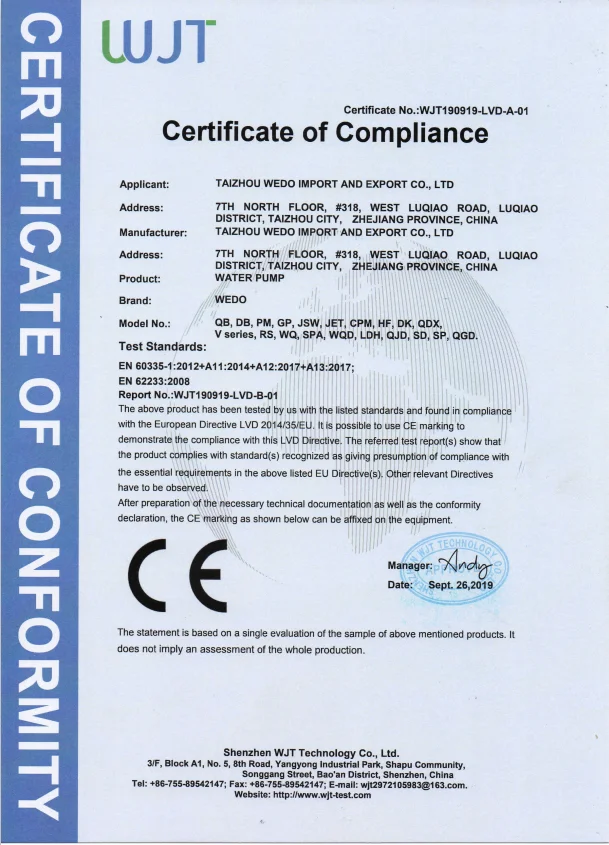 CERTIFICATE OF CONFORMITY
WJT
Certificate No.:WJT190919-LVD-A-01
Certificate of Compliance
Applicant: TAIZHOU WEDO IMPORT AND EXPORT CO., LTD
Address: 7TH NORTH FLOOR, #318, WEST LUQIAO ROAD, LUQIAO
DISTRICT, TAIZHOU CITY, ZHEJIANG PROVINCE, CHINA
Manufacturer: TAIZHOU WEDO IMPORT AND EXPORT CO., LTD
Address: 7TH NORTH FLOOR, #318, WEST LUQIAO ROAD, LUQIAO
DISTRICT, TAIZHOU CITY, ZHEJIANG PROVINCE, CHINA
Product: WATER PUMP
Brand: WEDO
Model No.: QB, DB, PM, GP, JSW, JET, CPM, HF, DK, QDX,
V series, RS, WQ, SPA, WQD, LDH, QJD, SD, SP, QGD.
Test Standards:
EN 60335-1:2012+A11:2014+A12:2017+A13:2017;
EN 62233:2008
Report No.:WJT190919-LVD-B-01
The above product has been tested by us with the listed standards and found in compliance
with the European Directive LVD 2014/35/EU. It is possible to use CE marking to
demonstrate the compliance with this LVD Directive. The referred test report(s) show that
the product complies with standard(s) recognized as giving presumption of compliance with
the essential requirements in the above listed EU Directive(s). Other relevant Directives
have to be observed.
After preparation of the necessary technical documentation as well as the conformity
declaration, the CE marking as shown below can be affixed on the equipment.
CE
WJT TECHNOLOGY CO
Manager: Andy
Date: Sept. 26,2019
The statement is based on a single evaluation of the sample of above mentioned products. It
does not imply an assessment of the whole production.
Shenzhen WJT Technology Co., Ltd.
3/F, Block A1, No. 5, 8th Road, Yangyong Industrial Park, Shapu Community,
Songgang Street, Bao'an District, Shenzhen, China
Tel: +86-755-89542147; Fax: +86-755-89542147; E-mail: wjt2972105983@163.com.
Website: http://www.wjt-test.com